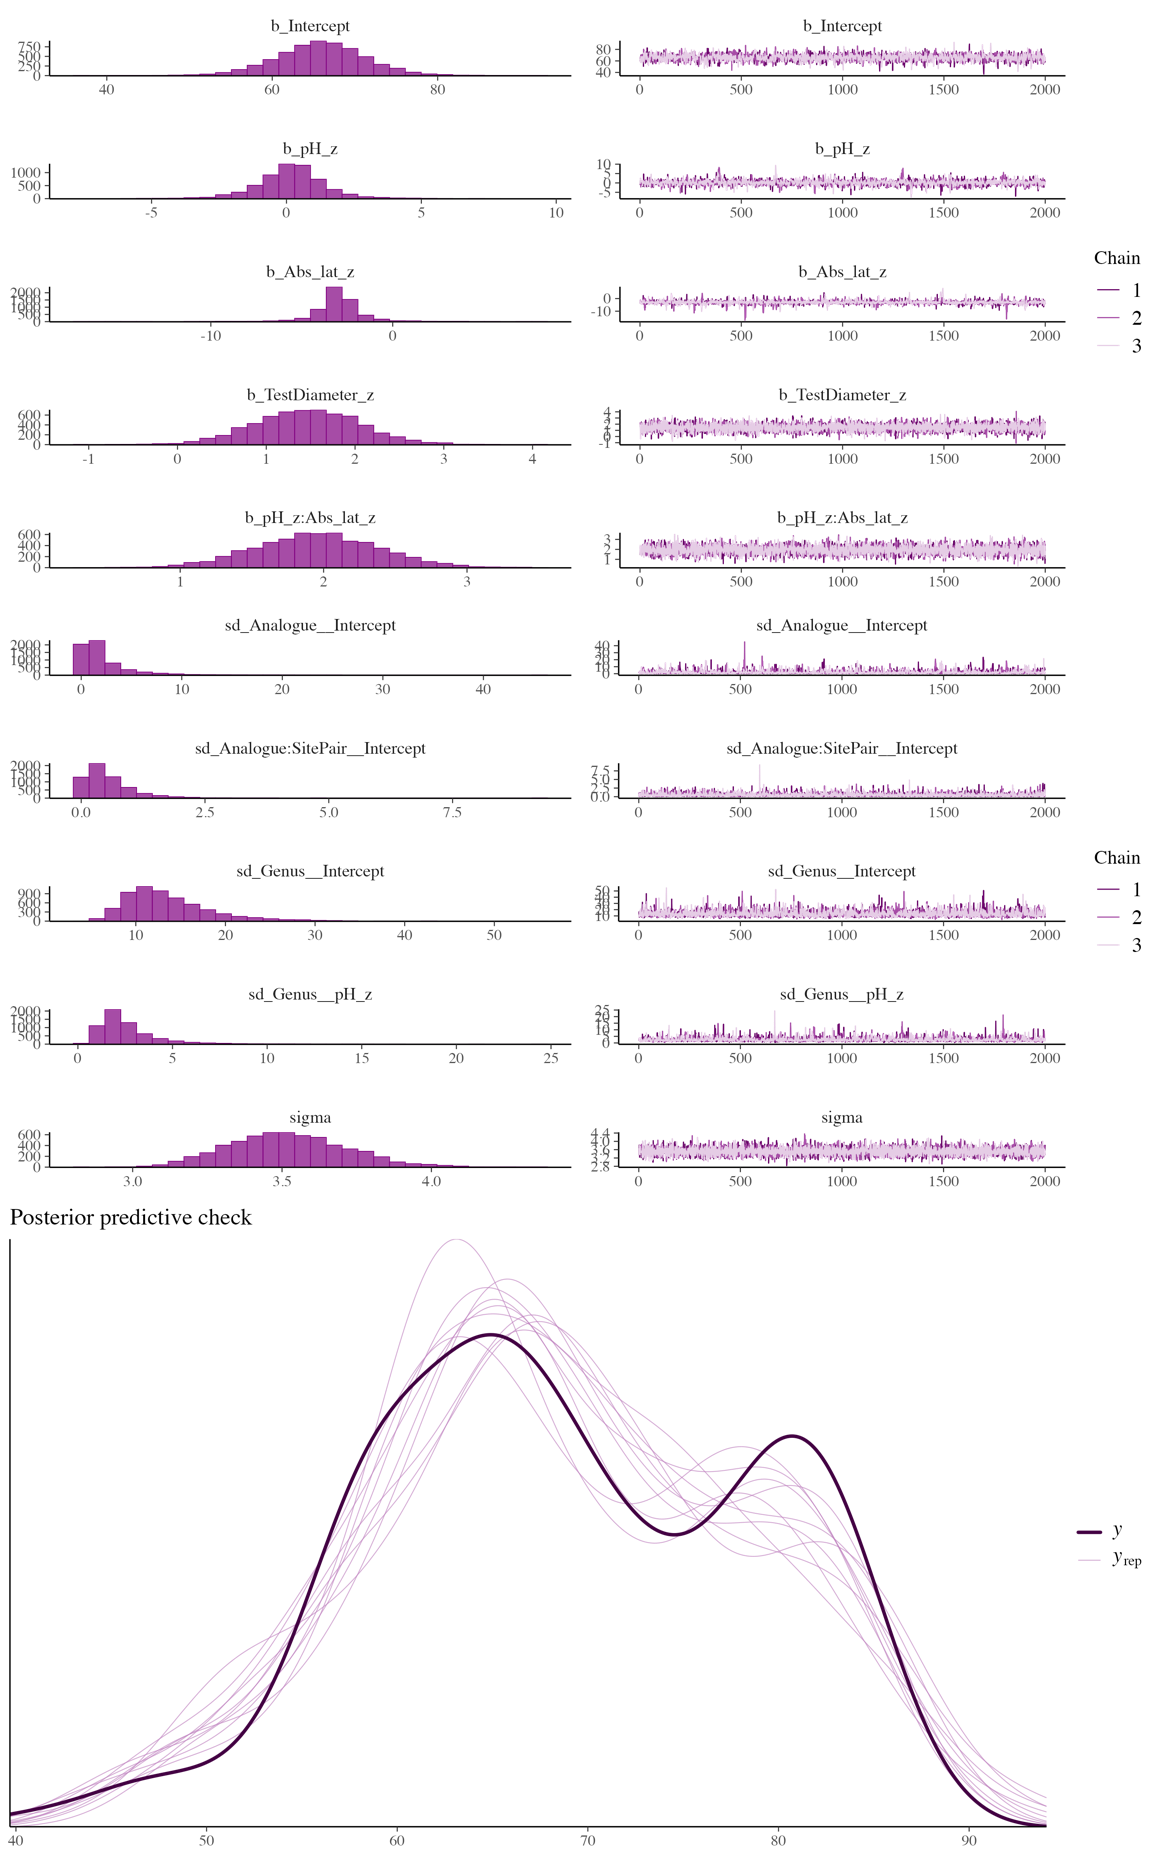 b_Intercept b_Intercept
750
500
250
0
40 60 80
80
60
40
0 500 1000 1500 2000
b_pH_z b_pH_z
1000
500
0
-5 0 5 10
10
5
0
-5
0 500 1000 1500 2000
Chain
1
2
3
b_Abs_lat_z b_Abs_lat_z
2000
1500
1000
500
0
-10 0
0
-10
0 500 1000 1500 2000
b_TestDiameter_z b_TestDiameter_z
600
400
200
0
-1 0 1 2 3 4
4
0
-1
0 500 1000 1500 2000
b_pH_z:Abs_lat_z b_pH_z:Abs_lat_z
600
400
200
0
1 2 3
3
2
1
0 500 1000 1500 2000
sd_Analogue__Intercept sd_Analogue__Intercept
2000
1500
1000
500
0
0 10 20 30 40
40
0
0 500 1000 1500 2000
sd_Analogue:SitePair__Intercept sd_Analogue:SitePair__Intercept
2000
1500
1000
500
0
0.0 2.5 5.0 7.5
7.5
5.0
2.5
0.0
0 500 1000 1500 2000
Chain
1
2
3
sd_Genus__Intercept sd_Genus__Intercept
900
600
300
0
10 20 30 40 50
50
10
0 500 1000 1500 2000
sd_Genus__pH_z sd_Genus__pH_z
2000
1500
1000
500
0
0 5 10 15 20 25
25
0
0 500 1000 1500 2000
sigma sigma
600
400
200
0
3.0 3.5 4.0
4.4
4.0
2.8
0 500 1000 1500 2000
Posterior predictive check
y
y rep
40 50 60 70 80 90